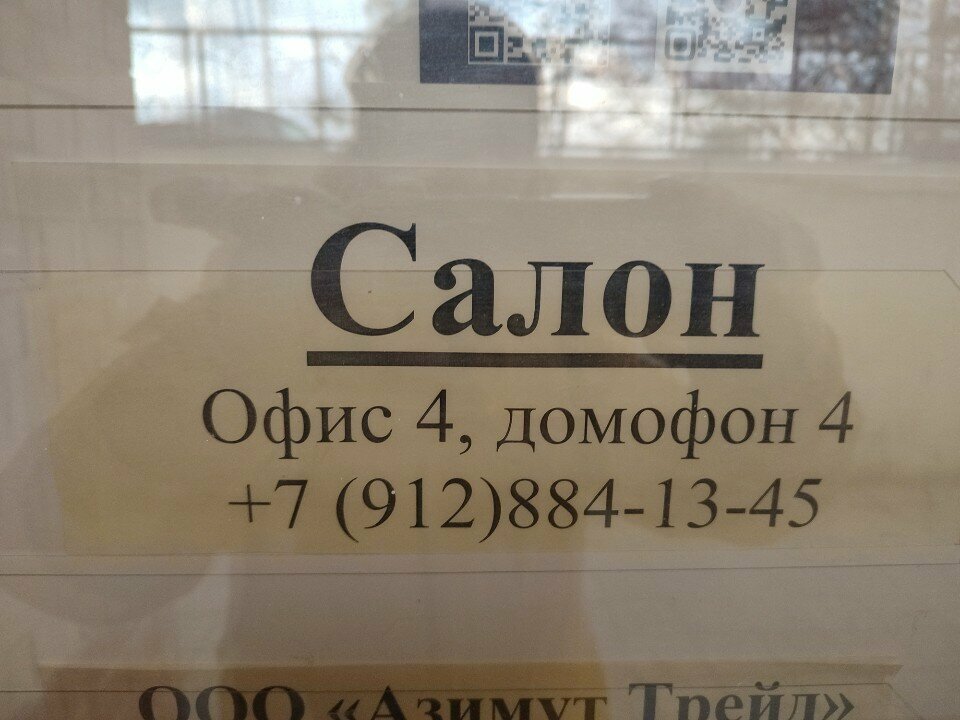 Салон
Офис 4, домофон 4
+7 (912)884-13-45
ООО «Азимут Трейд»